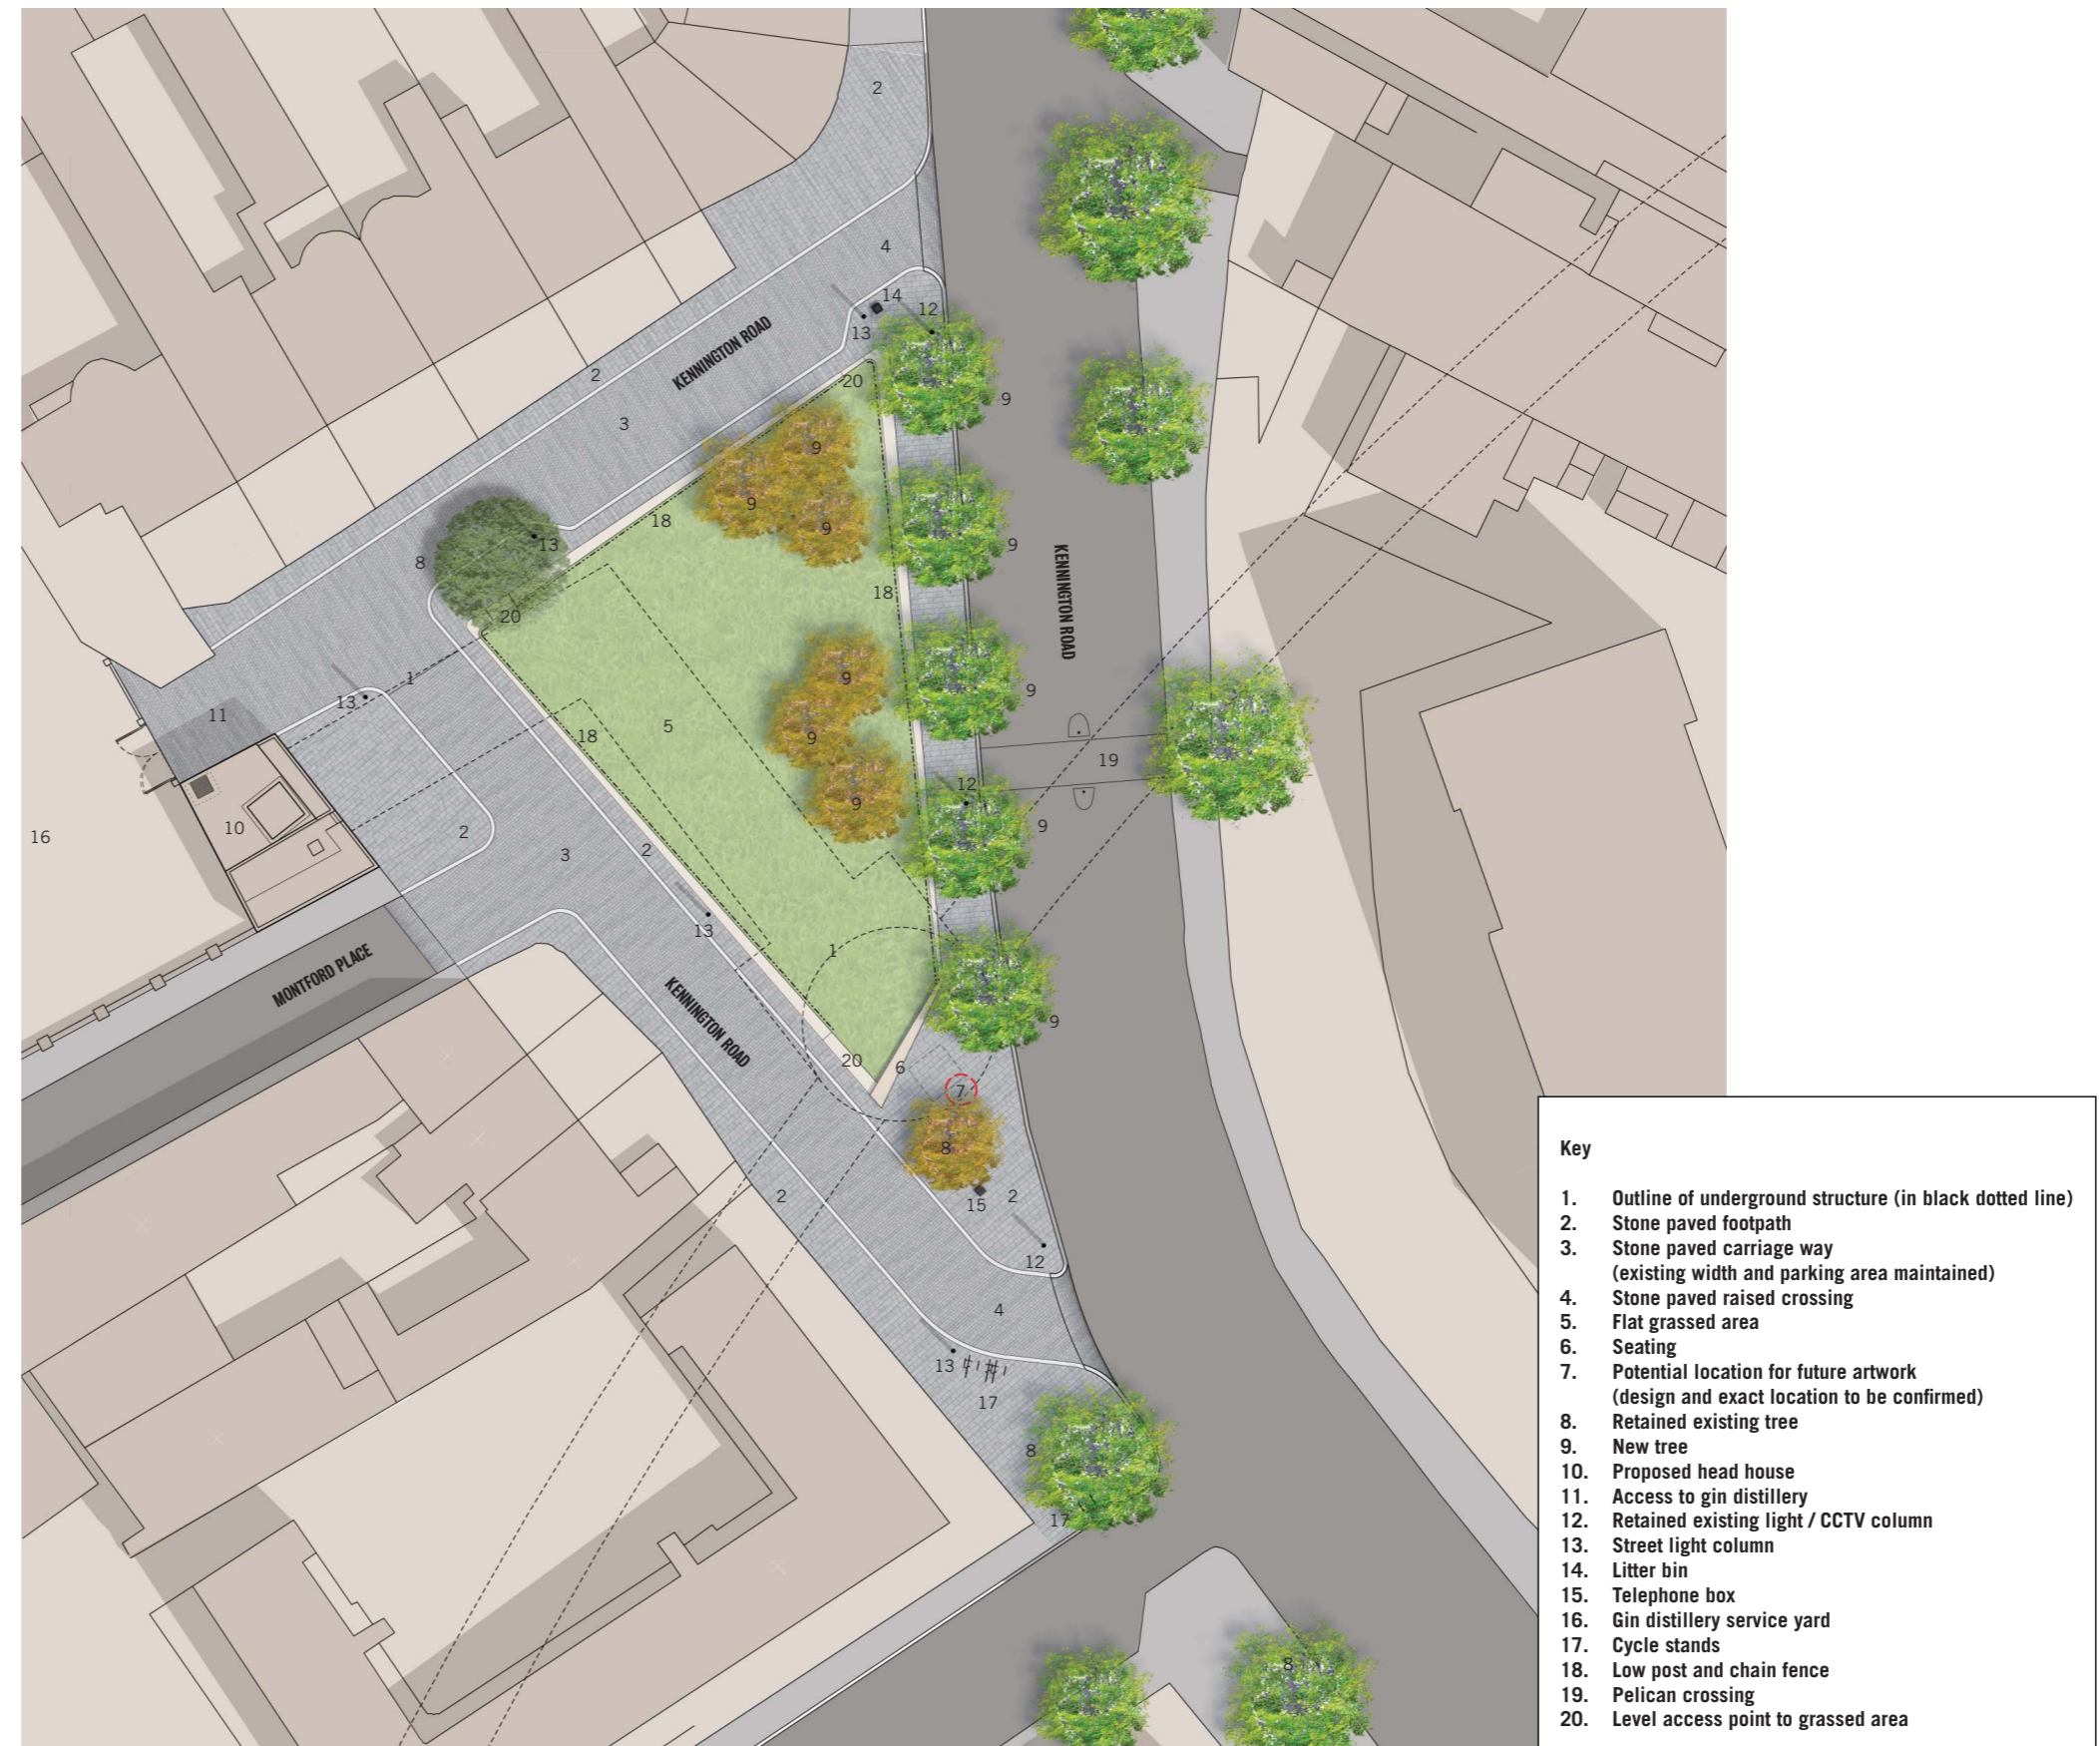 2
4
14
12
13
KENNINGTON ROAD
2
20
9
3
9
9
18
9
13
9
8
18
20
KENNINGTON ROAD
1
9
13
9
11
5
18
9
19
12
9
10
16
2
3
2
9
13
1
MONTFORD PLACE
KENNINGTON ROAD
9
20
6
7
8
2
15
2
12
4
13
17
8
17
8
Key
1. Outline of underground structure (in black dotted line)
2. Stone paved footpath
3. Stone paved carriage way
(existing width and parking area maintained)
4. Stone paved raised crossing
5. Flat grassed area
6. Seating
7. Potential location for future artwork
(design and exact location to be confirmed)
8. Retained existing tree
9. New tree
10. Proposed head house
11. Access to gin distillery
12. Retained existing light / CCTV column
13. Street light column
14. Litter bin
15. Telephone box
16. Gin distillery service yard
17. Cycle stands
18. Low post and chain fence
19. Pelican crossing
20. Level access point to grassed area